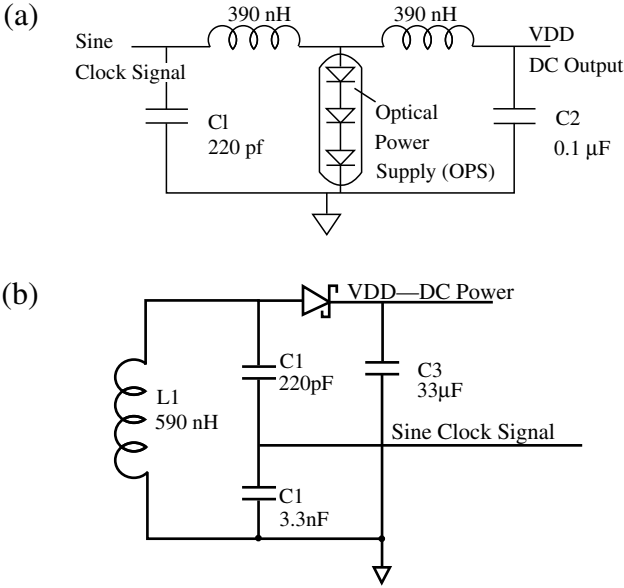 (a)
390 nH
390 nH
Sine
Clock Signal
VDD
DC Output
Cl
220 pf
Optical
Power
Supply (OPS)
C2
0.1 µF
(b)
VDD—DC Power
C1
220pF
C3
33µF
L1
590 nH
Sine Clock Signal
C1
3.3nF